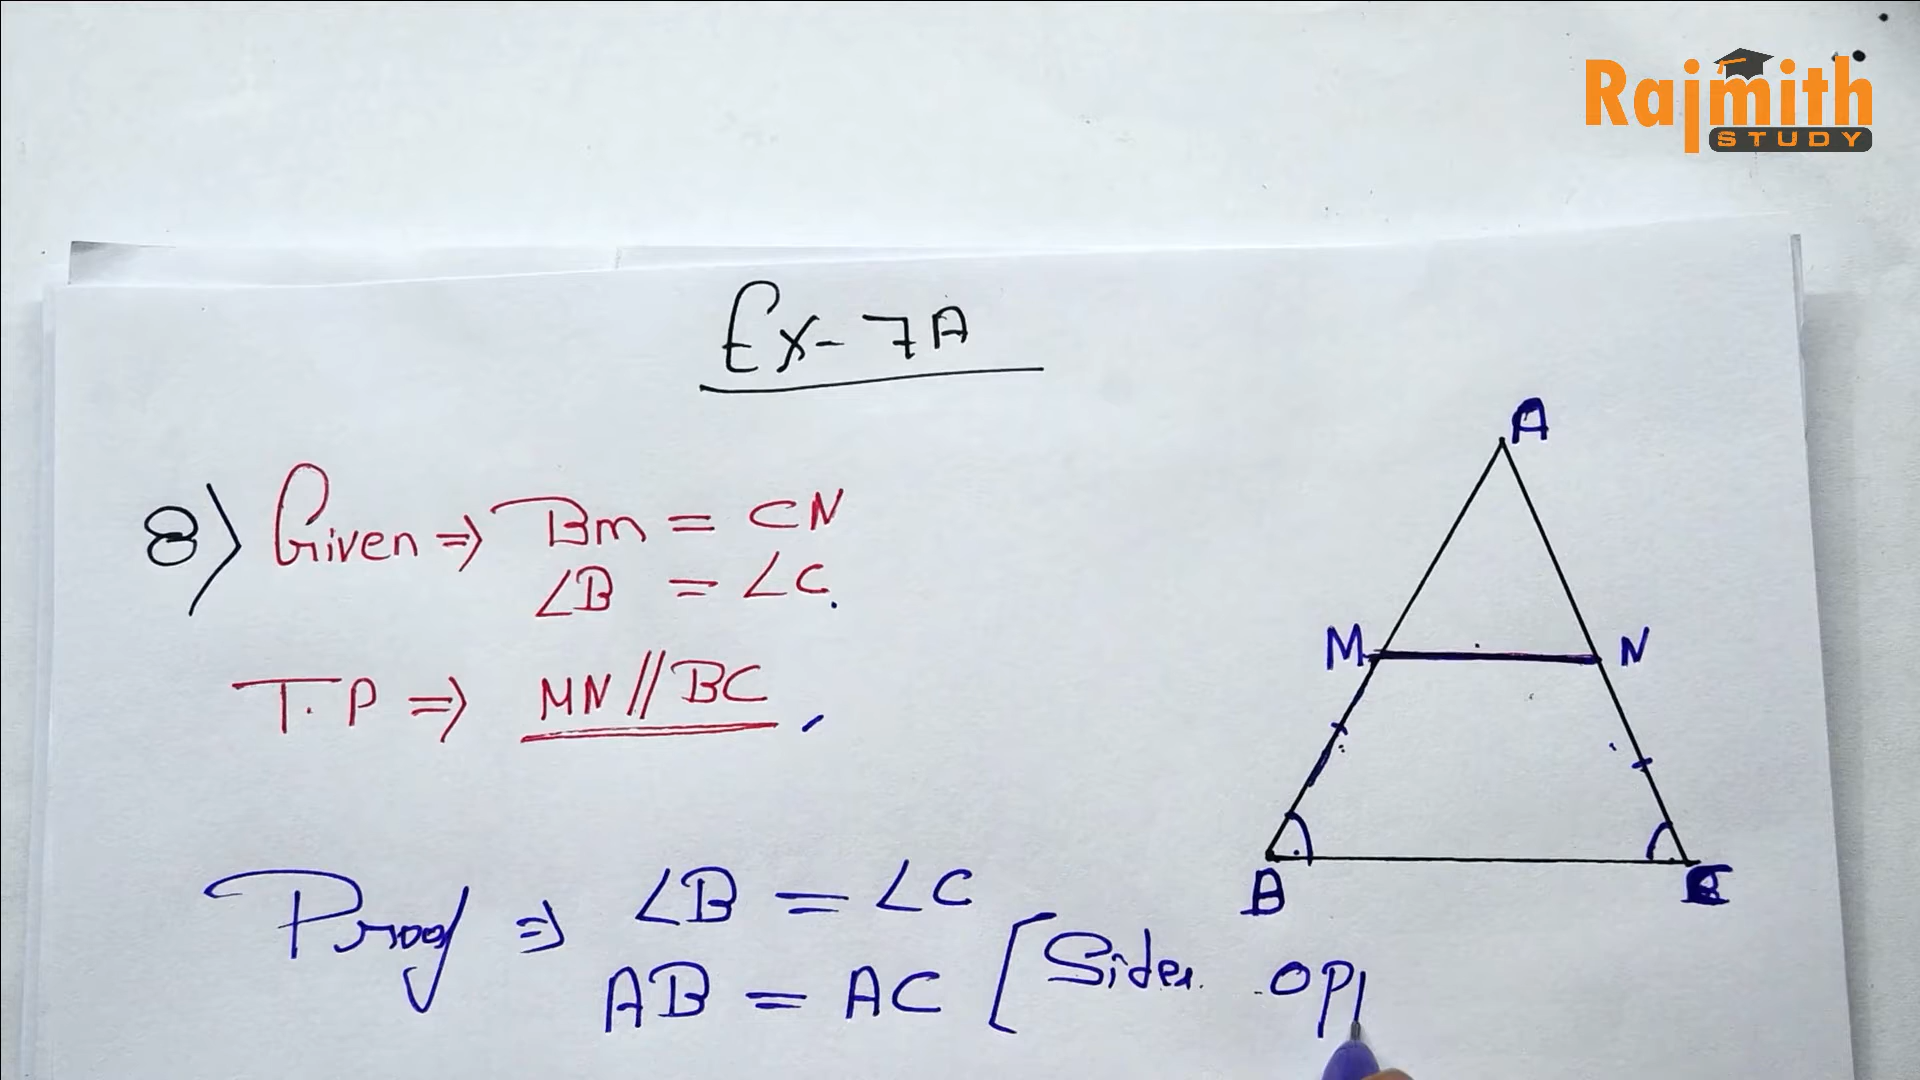 Rajmith
STUDY
Ex-7A
8) Given ⇒ Bm = CN
∠B = ∠C.
T.P ⇒ MN // BC
Proof ⇒ ∠B = ∠C
AB = AC [Sides opp
A
M N
B C